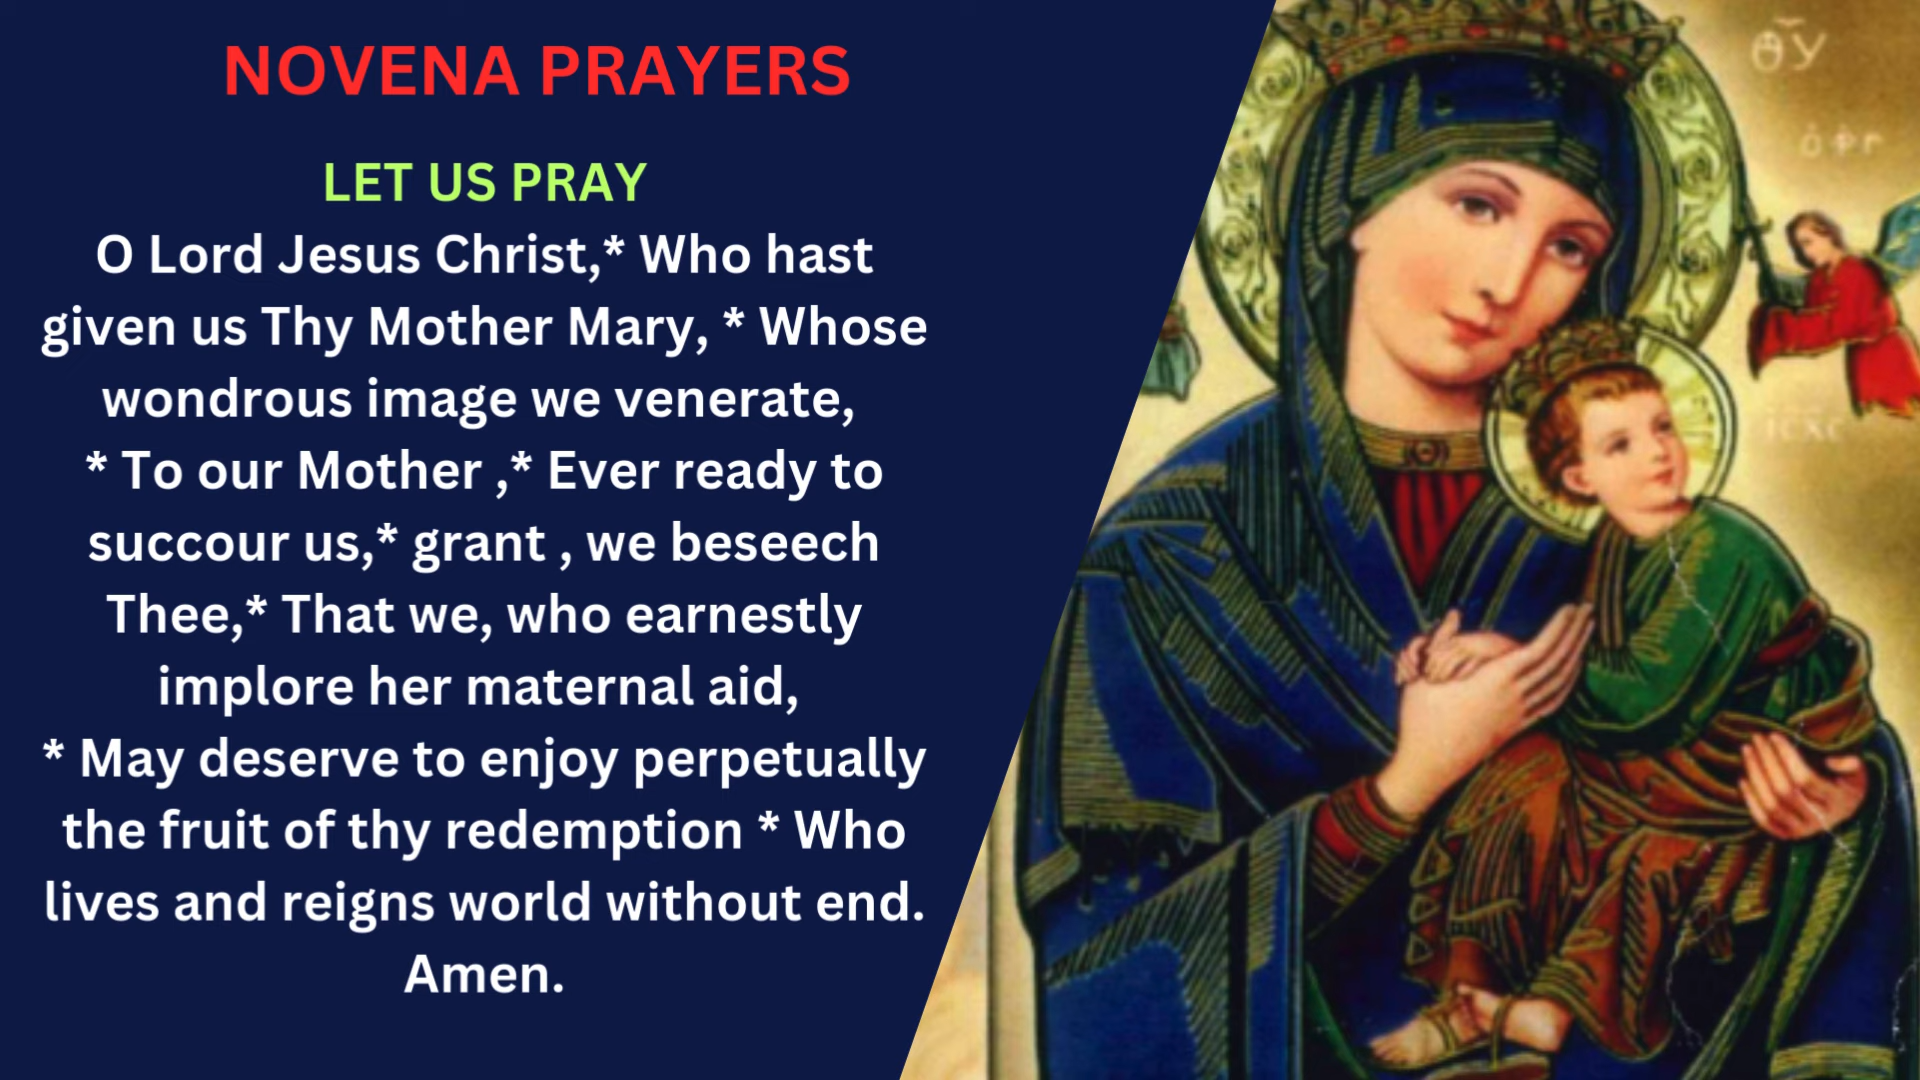 NOVENA PRAYERS
LET US PRAY
O Lord Jesus Christ,* Who hast
given us Thy Mother Mary, * Whose
wondrous image we venerate,
* To our Mother ,* Ever ready to
succour us,* grant , we beseech
Thee,* That we, who earnestly
implore her maternal aid,
* May deserve to enjoy perpetually
the fruit of thy redemption * Who
lives and reigns world without end.
Amen.
ΘΥ
ICXC